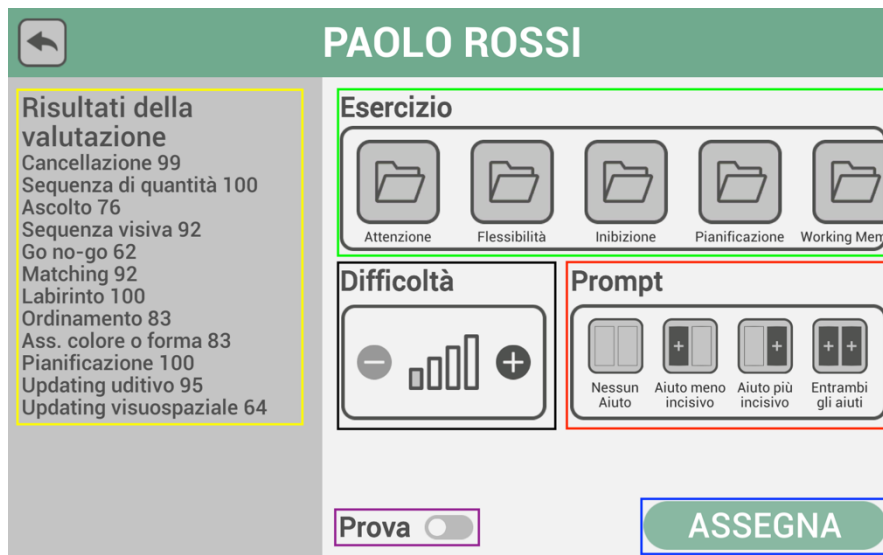 PAOLO ROSSI
Risultati della
valutazione
Cancellazione 99
Sequenza di quantità 100
Ascolto 76
Sequenza visiva 92
Go no-go 62
Matching 92
Labirinto 100
Ordinamento 83
Ass. colore o forma 83
Pianificazione 100
Updating uditivo 95
Updating visuospaziale 64
Esercizio
Attenzione Flessibilità Inibizione Pianificazione Working Mem
Difficoltà
Prompt
Nessun Aiuto meno Aiuto più Entrambi
Aiuto incisivo incisivo gli aiuti
Prova
ASSEGNA